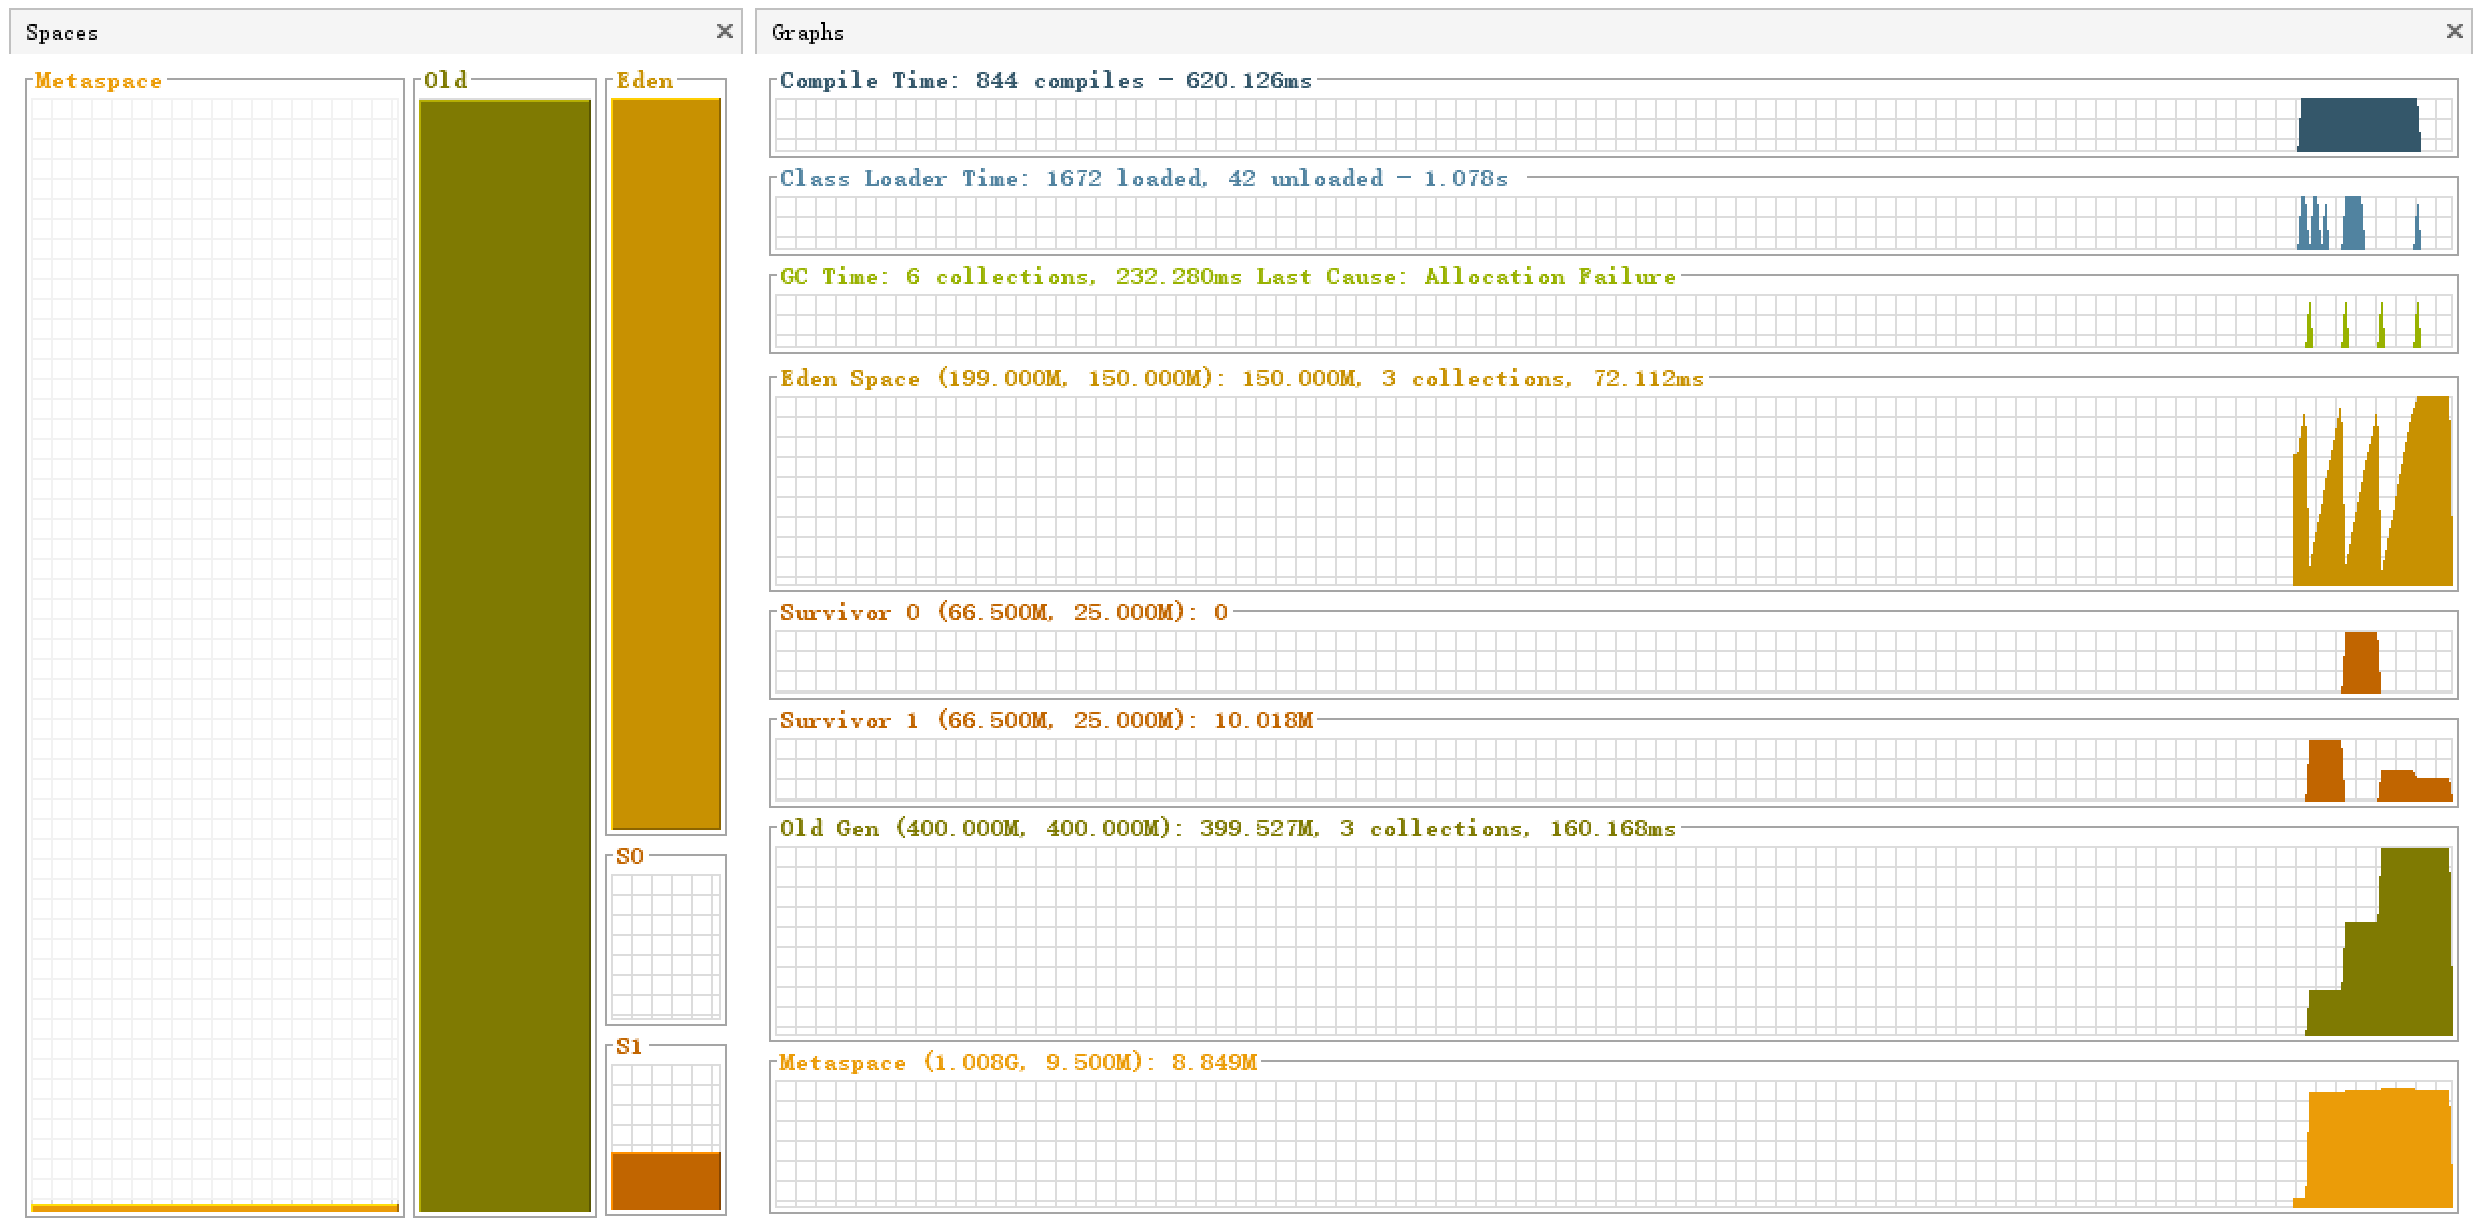 Spaces
Metaspace
Old
Eden
S0
S1
Graphs
Compile Time: 844 compiles - 620.126ms
Class Loader Time: 1672 loaded, 42 unloaded - 1.078s
GC Time: 6 collections, 232.280ms Last Cause: Allocation Failure
Eden Space (199.000M, 150.000M): 150.000M, 3 collections, 72.112ms
Survivor 0 (66.500M, 25.000M): 0
Survivor 1 (66.500M, 25.000M): 10.018M
Old Gen (400.000M, 400.000M): 399.527M, 3 collections, 160.168ms
Metaspace (1.008G, 9.500M): 8.849M